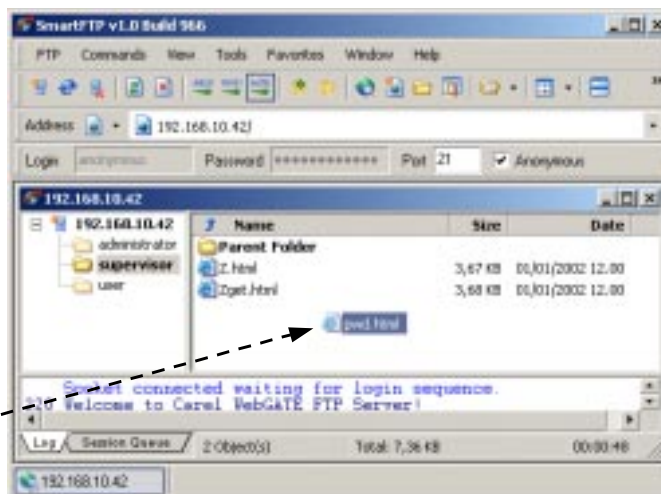 SmartFTP v1.0 Build 966
FTP Commands View Tools Favorites Window Help
Address 192.168.10.42/
Login anonymous Password ************* Port 21 Anonymous
192.168.10.42
192.168.10.42 Name Size Date
administrator Parent Folder
supervisor Z.html 3,67 KB 01/01/2002 12.00
user Zget.html 3,68 KB 01/01/2002 12.00
pwd.html
Socket connected waiting for login sequence.
220 Welcome to Carel WebGATE FTP Server!
Log Session Queue 2 Object(s) Total: 7,36 KB 00:00:48
192.168.10.42